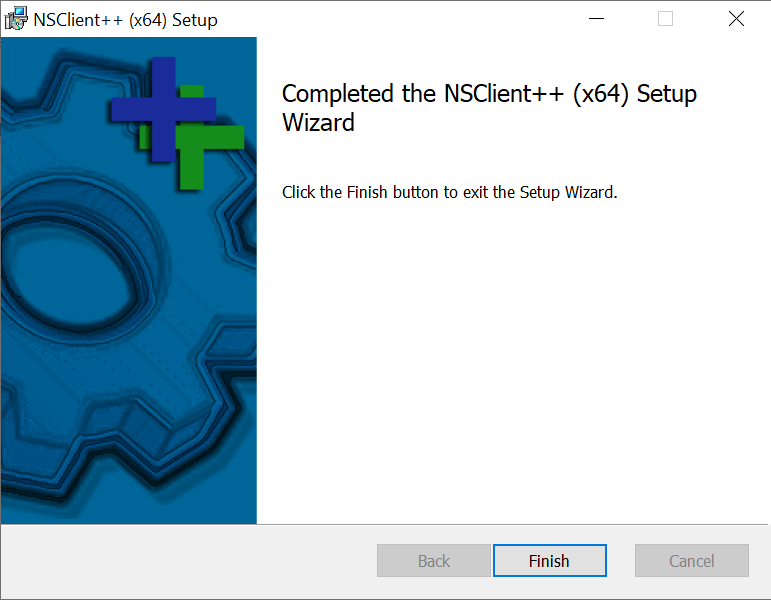 NSClient++ (x64) Setup
Completed the NSClient++ (x64) Setup
Wizard
Click the Finish button to exit the Setup Wizard.
Back
Finish
Cancel